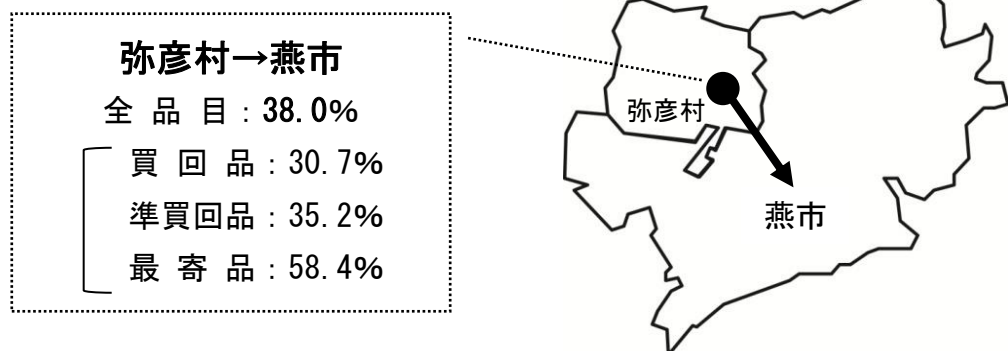 弥彦村→燕市
全 品 目：38.0%
買 回 品：30.7%
準買回品：35.2%
最 寄 品：58.4%
弥彦村
燕市